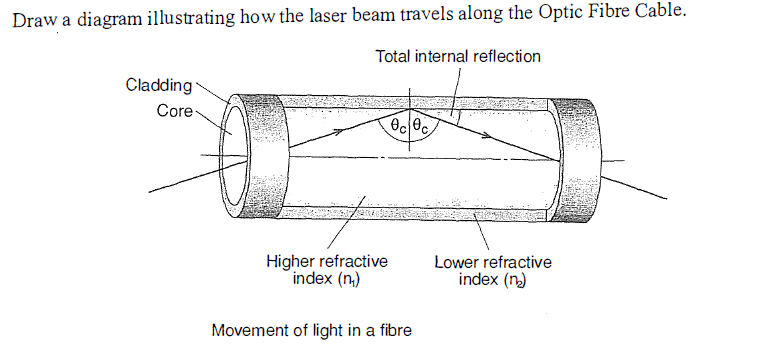 Draw a diagram illustrating how the laser beam travels along the Optic Fibre Cable.
Total internal reflection
Cladding
Core
θc θc
Higher refractive
index (n₁)
Lower refractive
index (n₂)
Movement of light in a fibre